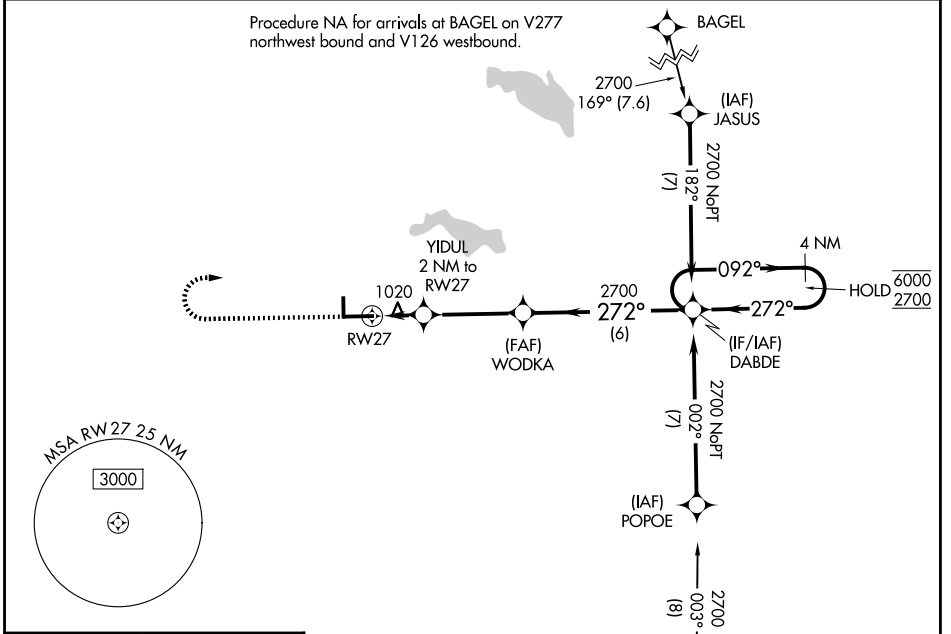 Procedure NA for arrivals at BAGEL on V277
northwest bound and V126 westbound.
BAGEL
2700
169° (7.6)
(IAF)
JASUS
2700 NoPT
182°
(7)
4 NM
092°
HOLD
6000
2700
272°
(IF/IAF)
DABDE
YIDUL
2 NM to
RW27
1020
RW27
2700
272°
(6)
(FAF)
WODKA
2700 NoPT
002°
(7)
(IAF)
POPOE
2700
003°
(8)
MSA RW27 25 NM
3000